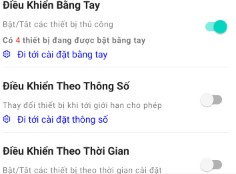 Điều Khiển Bằng Tay
Bật/Tắt các thiết bị thủ công
Có 4 thiết bị đang được bật bằng tay
Đi tới cài đặt bằng tay
Điều Khiển Theo Thông Số
Thay đổi thiết bị khi tới giới hạn cho phép
Đi tới cài đặt thông số
Điều Khiển Theo Thời Gian
Bật/Tắt các thiết bị theo thời gian cài đặt